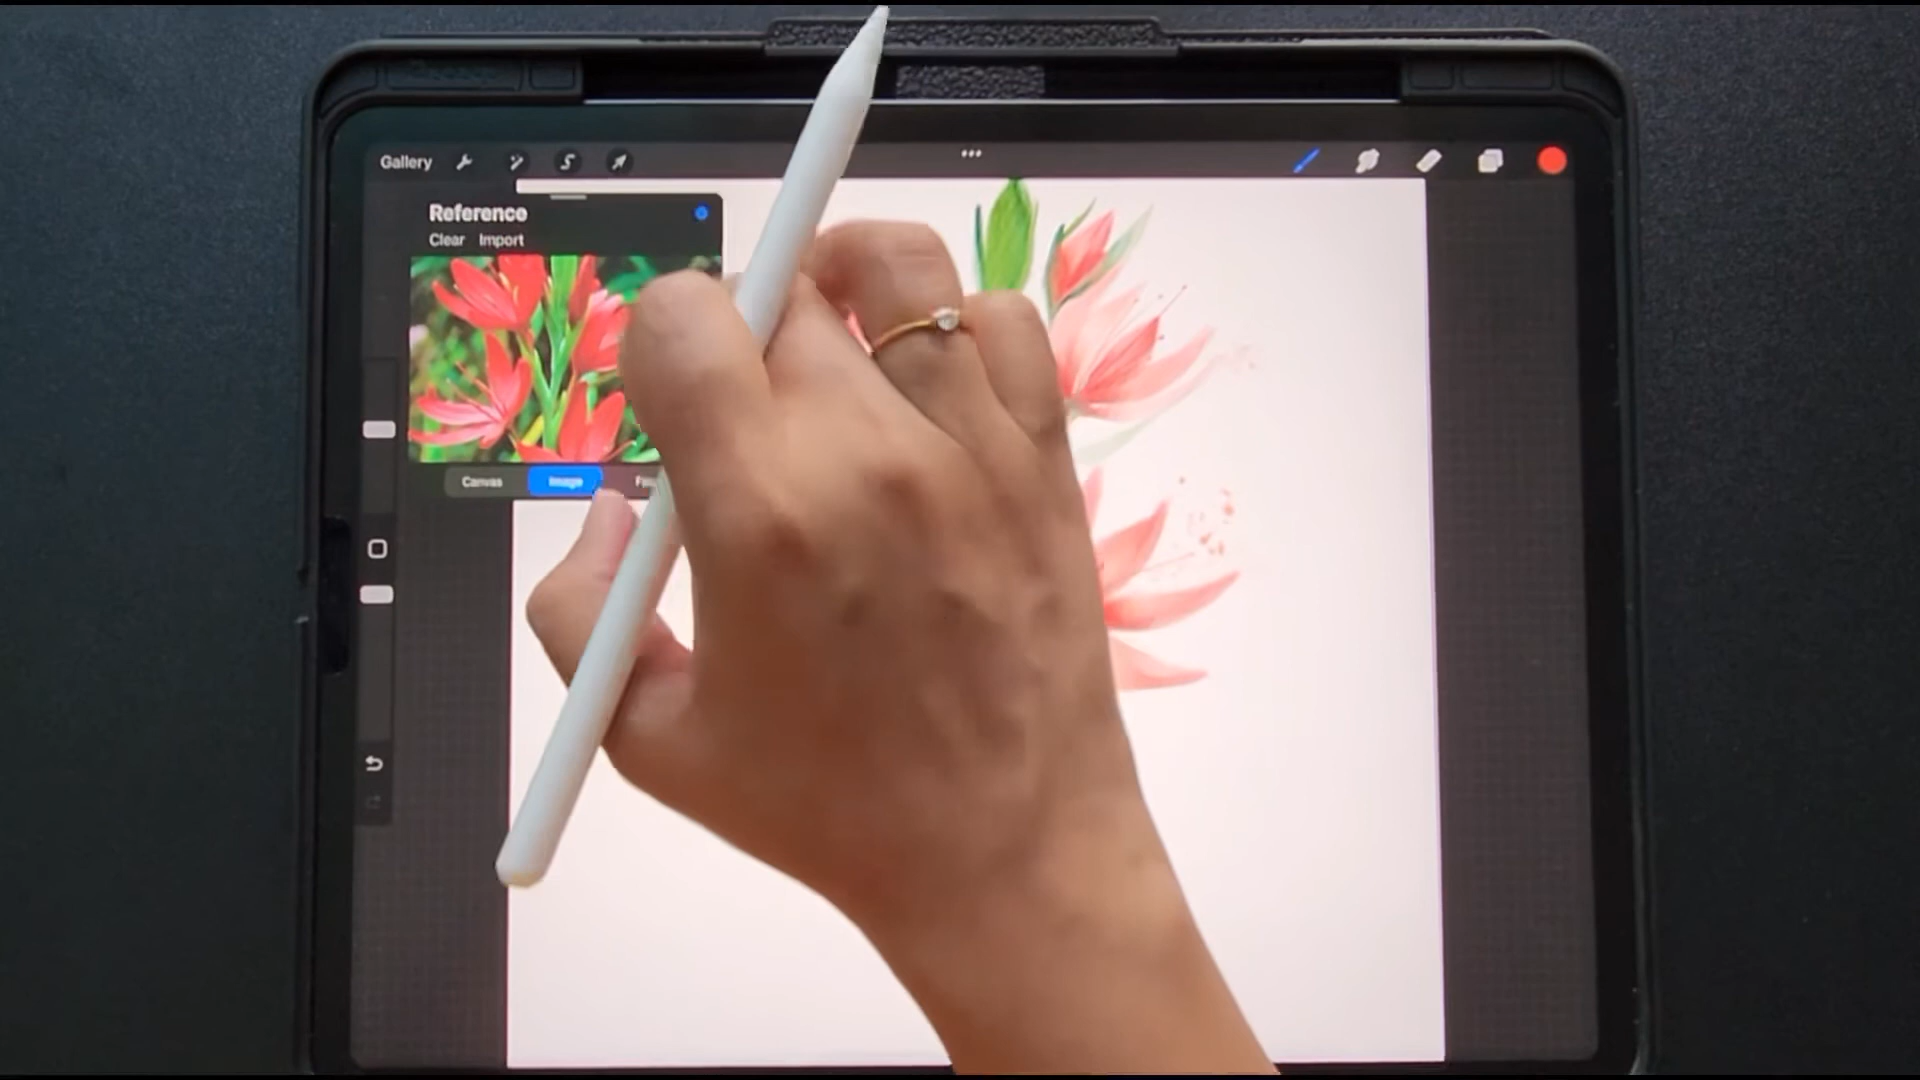 Gallery
Reference
Clear Import
Canvas Image